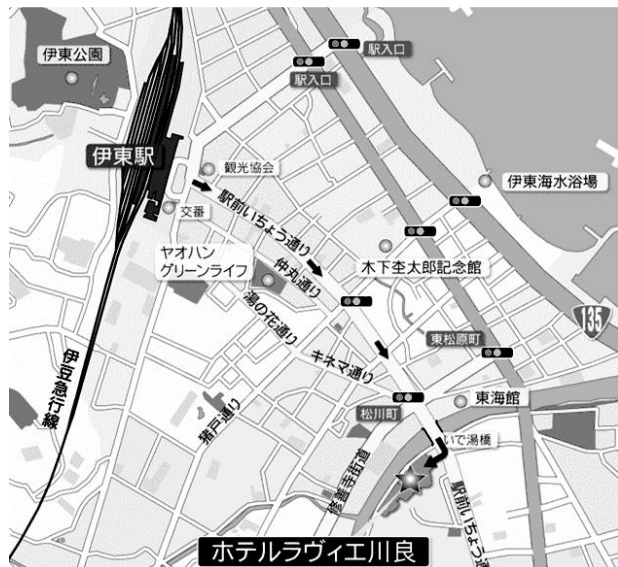 伊東公園
駅入口
駅入口
伊東駅
観光協会
伊東海水浴場
交番
駅前いちょう通り
木下杢太郎記念館
ヤオハン
グリーンライフ
仲丸通り
湯の花通り
135
東松原町
キネマ通り
伊豆急行線
猪戸通り
松川町
東海館
いで湯橋
修善寺街道
駅前いちょう通
ホテルラヴィエ川良